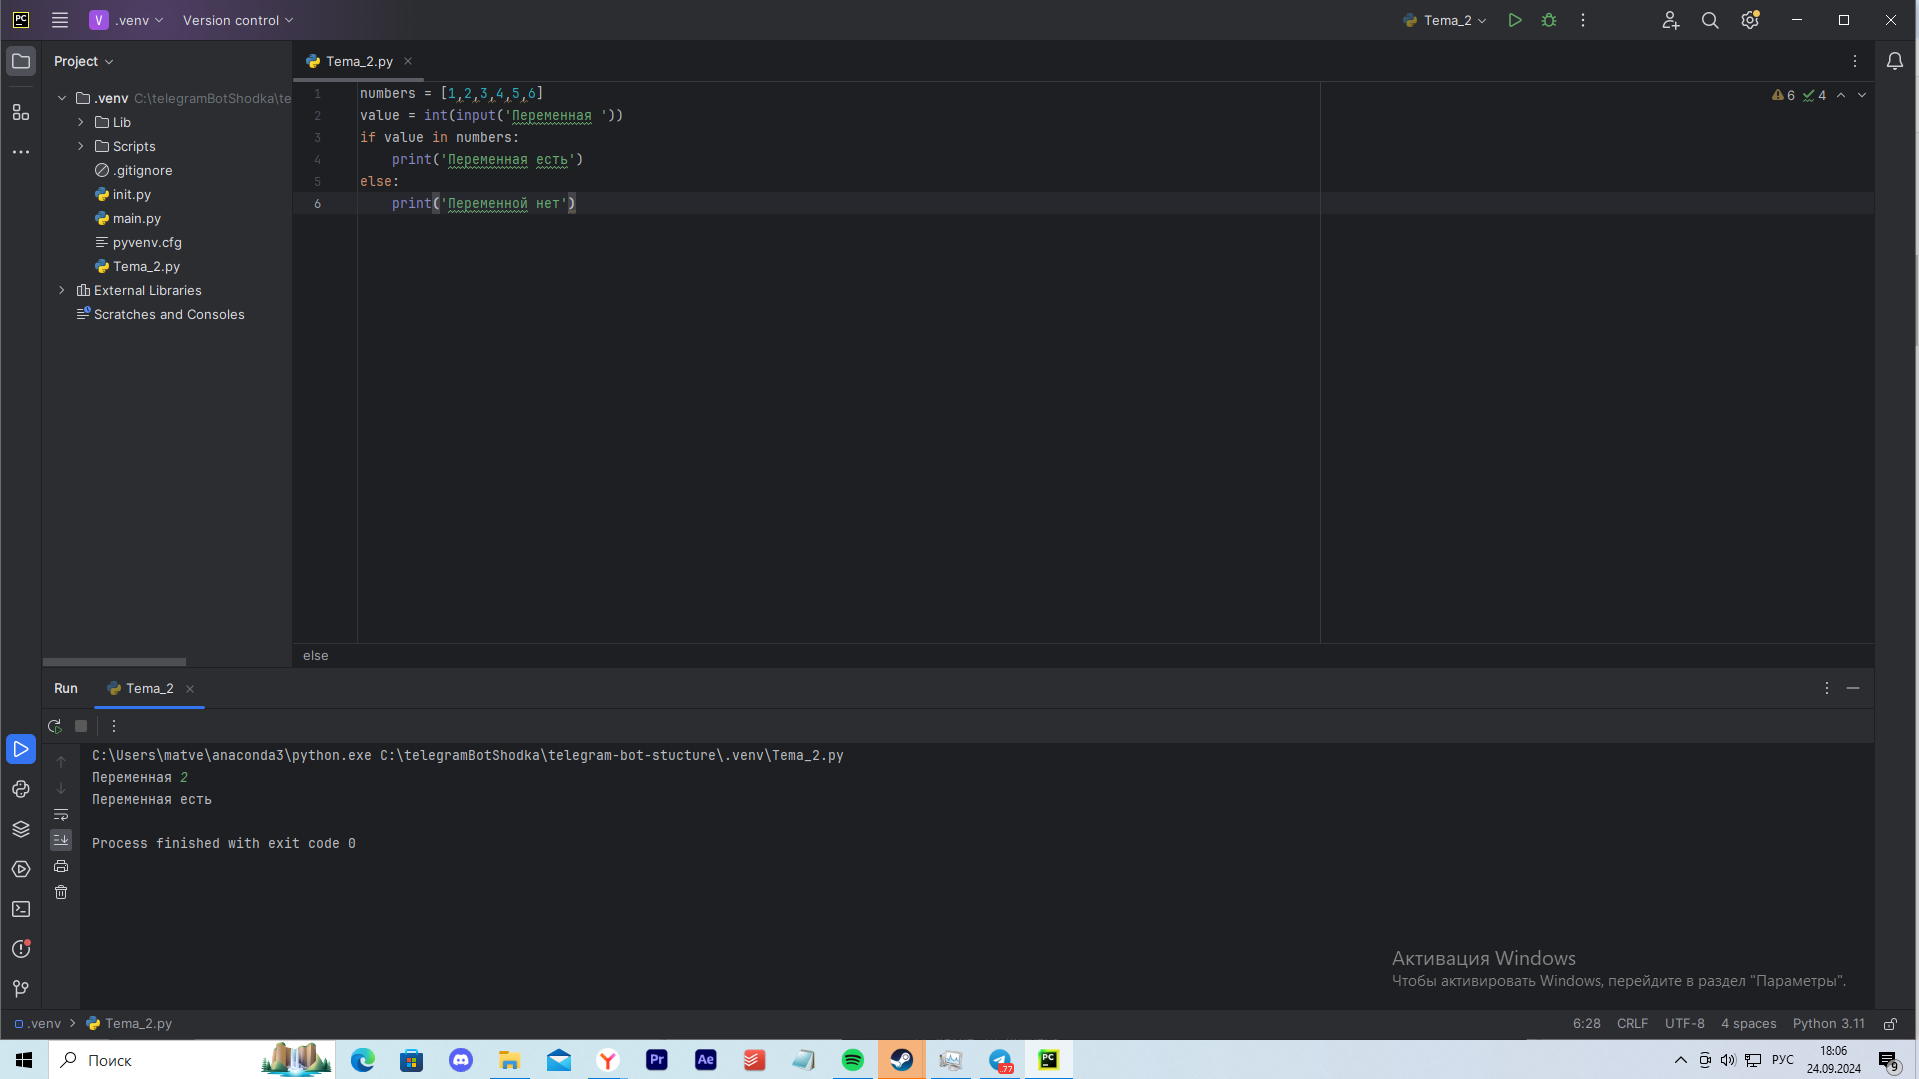 PC V .venv Version control Tema_2
Project
Tema_2.py
.venv C:\telegramBotShodka\te
Lib
Scripts
.gitignore
init.py
main.py
pyvenv.cfg
Tema_2.py
External Libraries
Scratches and Consoles
1 numbers = [1,2,3,4,5,6]
2 value = int(input('Переменная '))
3 if value in numbers:
4     print('Переменная есть')
5 else:
6     print('Переменной нет')
6 4
else
Run Tema_2
C:\Users\matve\anaconda3\python.exe C:\telegramBotShodka\telegram-bot-stucture\.venv\Tema_2.py
Переменная 2
Переменная есть
Process finished with exit code 0
Активация Windows
Чтобы активировать Windows, перейдите в раздел "Параметры".
.venv Tema_2.py 6:28 CRLF UTF-8 4 spaces Python 3.11
Поиск Y Pr Ae 77 PC РУС 18:06
24.09.2024 9